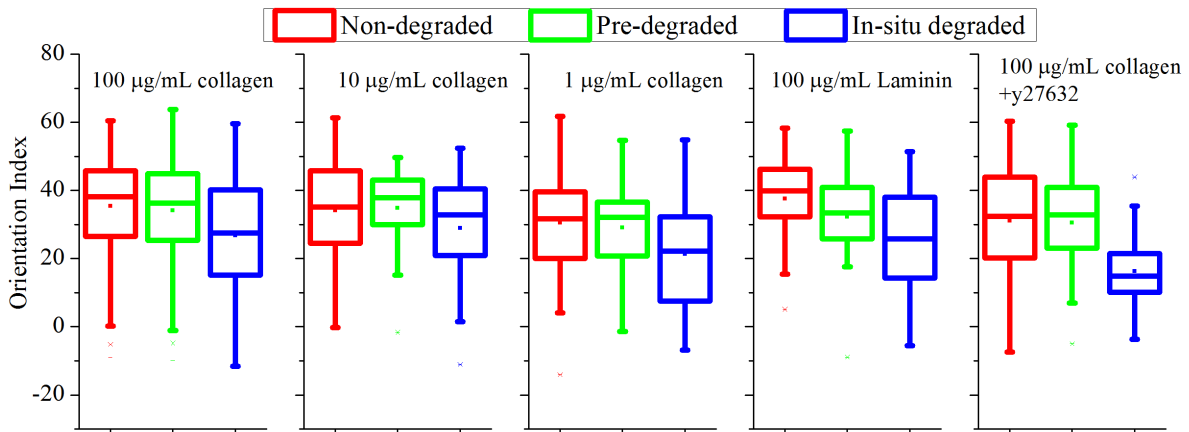 Non-degraded Pre-degraded In-situ degraded
80
60
40
20
0
-20
Orientation Index
100 μg/mL collagen
10 μg/mL collagen
1 μg/mL collagen
100 μg/mL Laminin
100 μg/mL collagen
+y27632